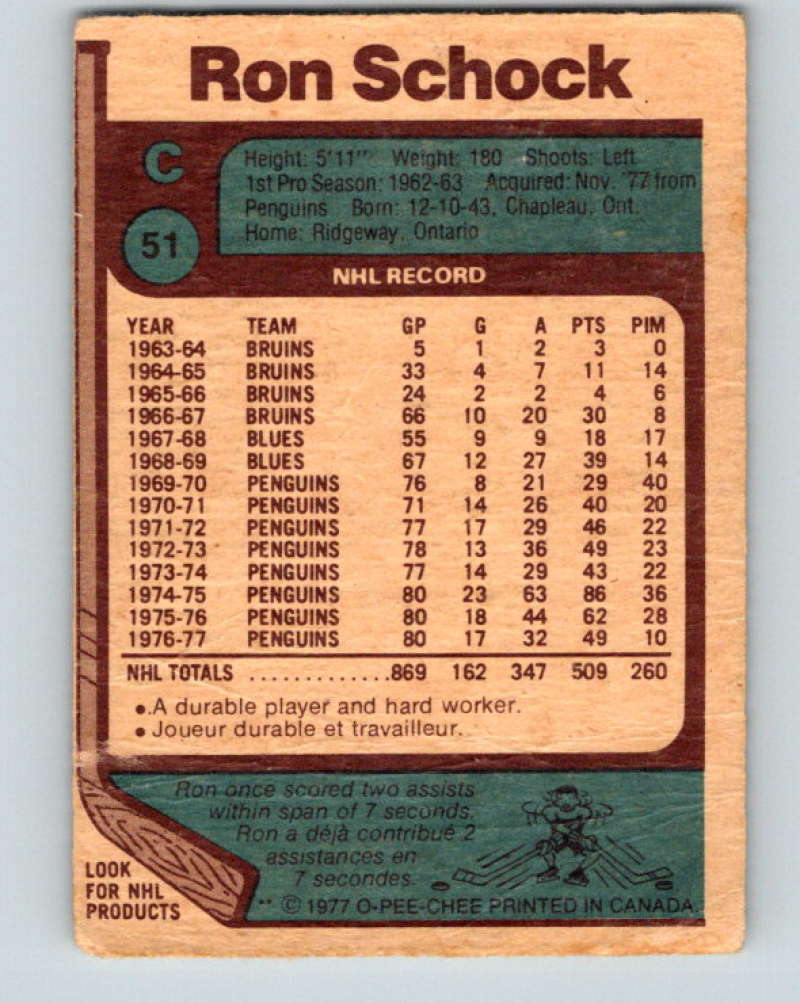 Ron Schock
C
Height: 5'11" Weight: 180 Shoots: Left
1st Pro Season: 1962-63 Acquired: Nov. '77 from
Penguins Born: 12-10-43, Chapleau, Ont.
Home: Ridgeway, Ontario
51
NHL RECORD
YEAR TEAM GP G A PTS PIM
1963-64 BRUINS 5 1 2 3 0
1964-65 BRUINS 33 4 7 11 14
1965-66 BRUINS 24 2 2 4 6
1966-67 BRUINS 66 10 20 30 8
1967-68 BLUES 55 9 9 18 17
1968-69 BLUES 67 12 27 39 14
1969-70 PENGUINS 76 8 21 29 40
1970-71 PENGUINS 71 14 26 40 20
1971-72 PENGUINS 77 17 29 46 22
1972-73 PENGUINS 78 13 36 49 23
1973-74 PENGUINS 77 14 29 43 22
1974-75 PENGUINS 80 23 63 86 36
1975-76 PENGUINS 80 18 44 62 28
1976-77 PENGUINS 80 17 32 49 10
NHL TOTALS .............869 162 347 509 260
•.A durable player and hard worker.
• Joueur durable et travailleur.
Ron once scored two assists
within span of 7 seconds.
Ron a déjà contribué 2
assistances en
7 secondes.
LOOK
FOR NHL
PRODUCTS
** © 1977 O-PEE-CHEE PRINTED IN CANADA